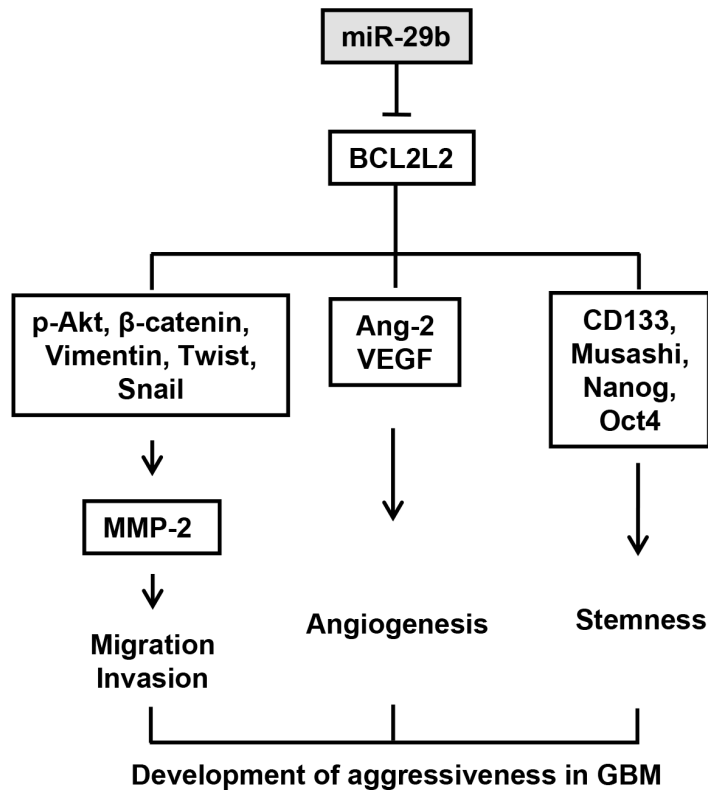 miR-29b
BCL2L2
p-Akt, β-catenin,
Vimentin, Twist,
Snail
Ang-2
VEGF
CD133,
Musashi,
Nanog,
Oct4
MMP-2
Migration
Invasion
Angiogenesis
Stemness
Development of aggressiveness in GBM